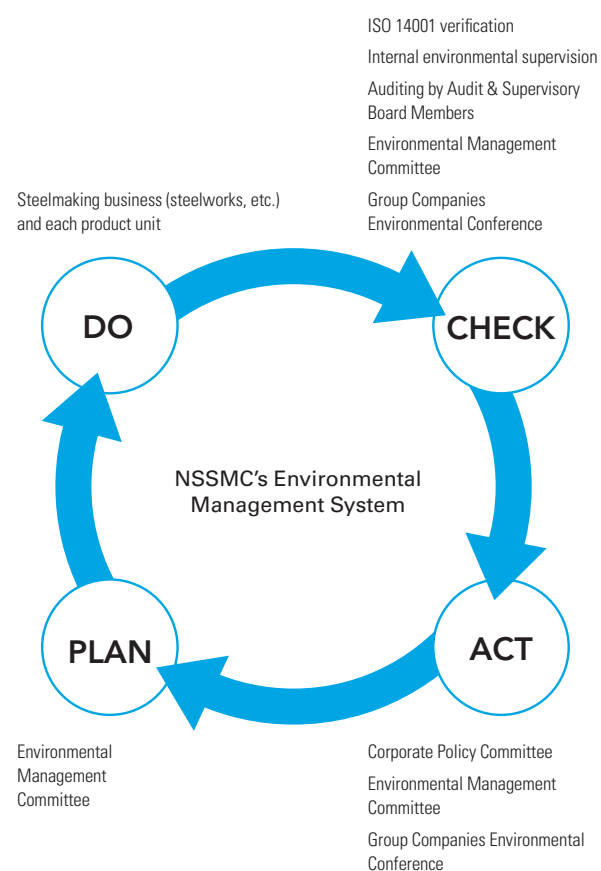 ISO 14001 verification
Internal environmental supervision
Auditing by Audit & Supervisory
Board Members
Environmental Management
Committee
Group Companies
Environmental Conference
Steelmaking business (steelworks, etc.)
and each product unit
DO
CHECK
NSSMC's Environmental
Management System
PLAN
ACT
Environmental
Management
Committee
Corporate Policy Committee
Environmental Management
Committee
Group Companies Environmental
Conference